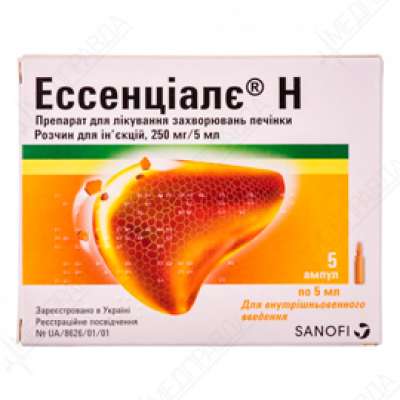 Ессенціалє® Н
Препарат для лікування захворювань печінки
Розчин для ін'єкцій, 250 мг/5 мл
5
ампул
по 5 мл
Для внутрішньовенного
введення
Зареєстровано в Україні
Реєстраційне посвідчення
№ UA/8626/01/01
SANOFI